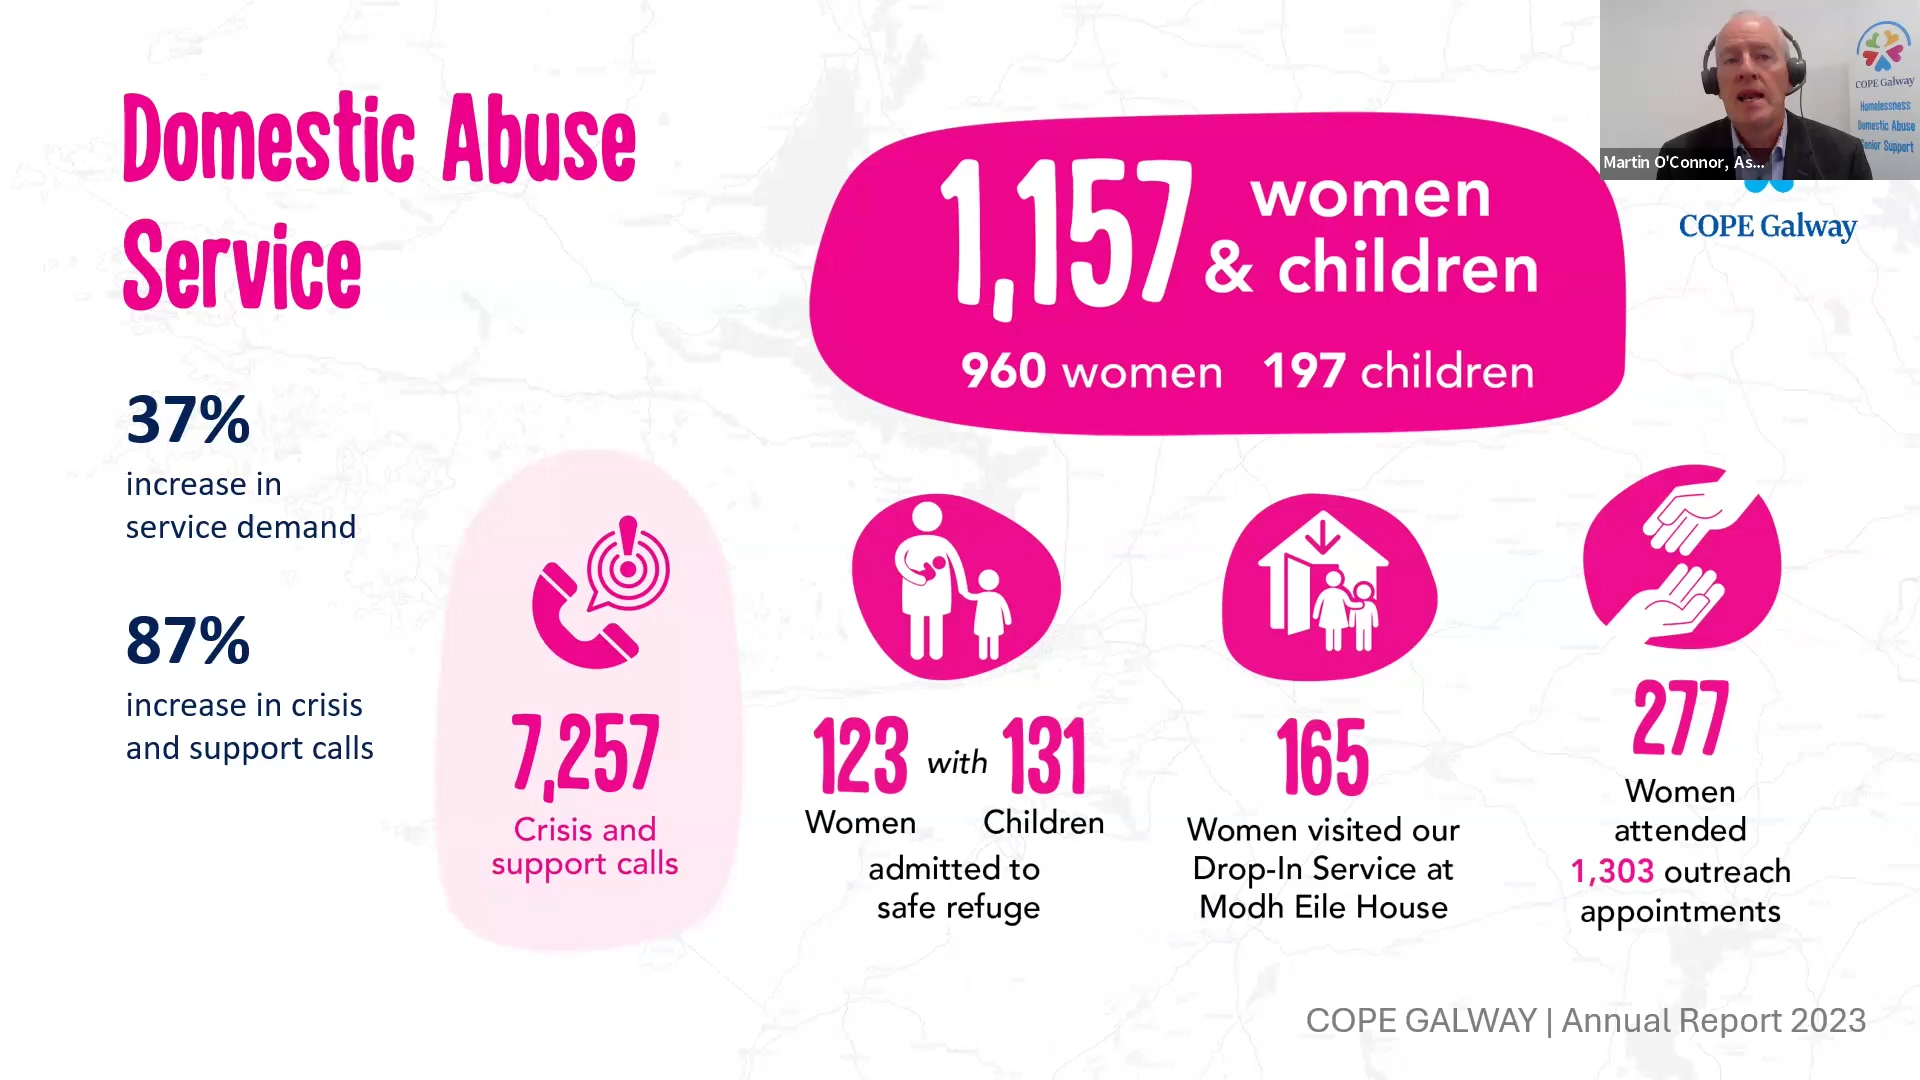 Domestic Abuse
Service
37%
increase in
service demand
87%
increase in crisis
and support calls
1,157 women
& children
960 women 197 children
COPE Galway
Homelessness
Domestic Abuse
Senior Support
Martin O'Connor, As...
COPE Galway
7,257
Crisis and
support calls
123 with 131
Women Children
admitted to
safe refuge
165
Women visited our
Drop-In Service at
Modh Eile House
277
Women
attended
1,303 outreach
appointments
COPE GALWAY | Annual Report 2023